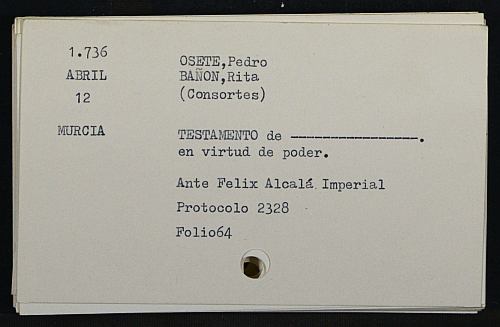 1.736
ABRIL
12
MURCIA
OSETE,Pedro
BAÑON,Rita
(Consortes)
TESTAMENTO de ----------------.
en virtud de poder.
Ante Felix Alcalá Imperial
Protocolo 2328
Folio64